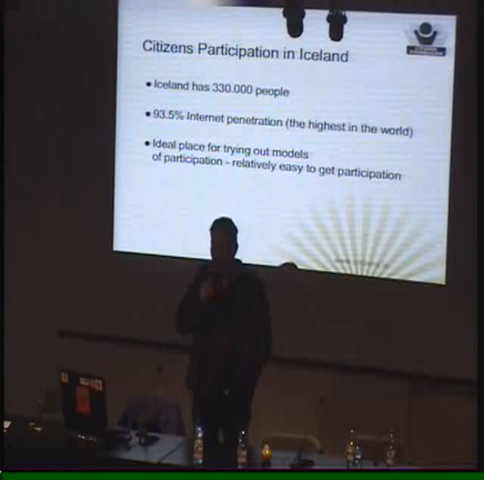 Citizens Participation in Iceland
• Iceland has 330.000 people
• 93.5% Internet penetration (the highest in the world)
• Ideal place for trying out models
of participation - relatively easy to get participation